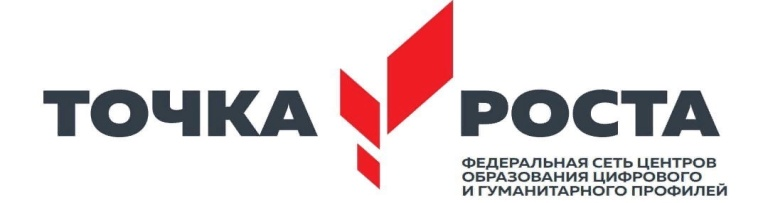 ТОЧКА РОСТА
ФЕДЕРАЛЬНАЯ СЕТЬ ЦЕНТРОВ
ОБРАЗОВАНИЯ ЦИФРОВОГО
И ГУМАНИТАРНОГО ПРОФИЛЕЙ